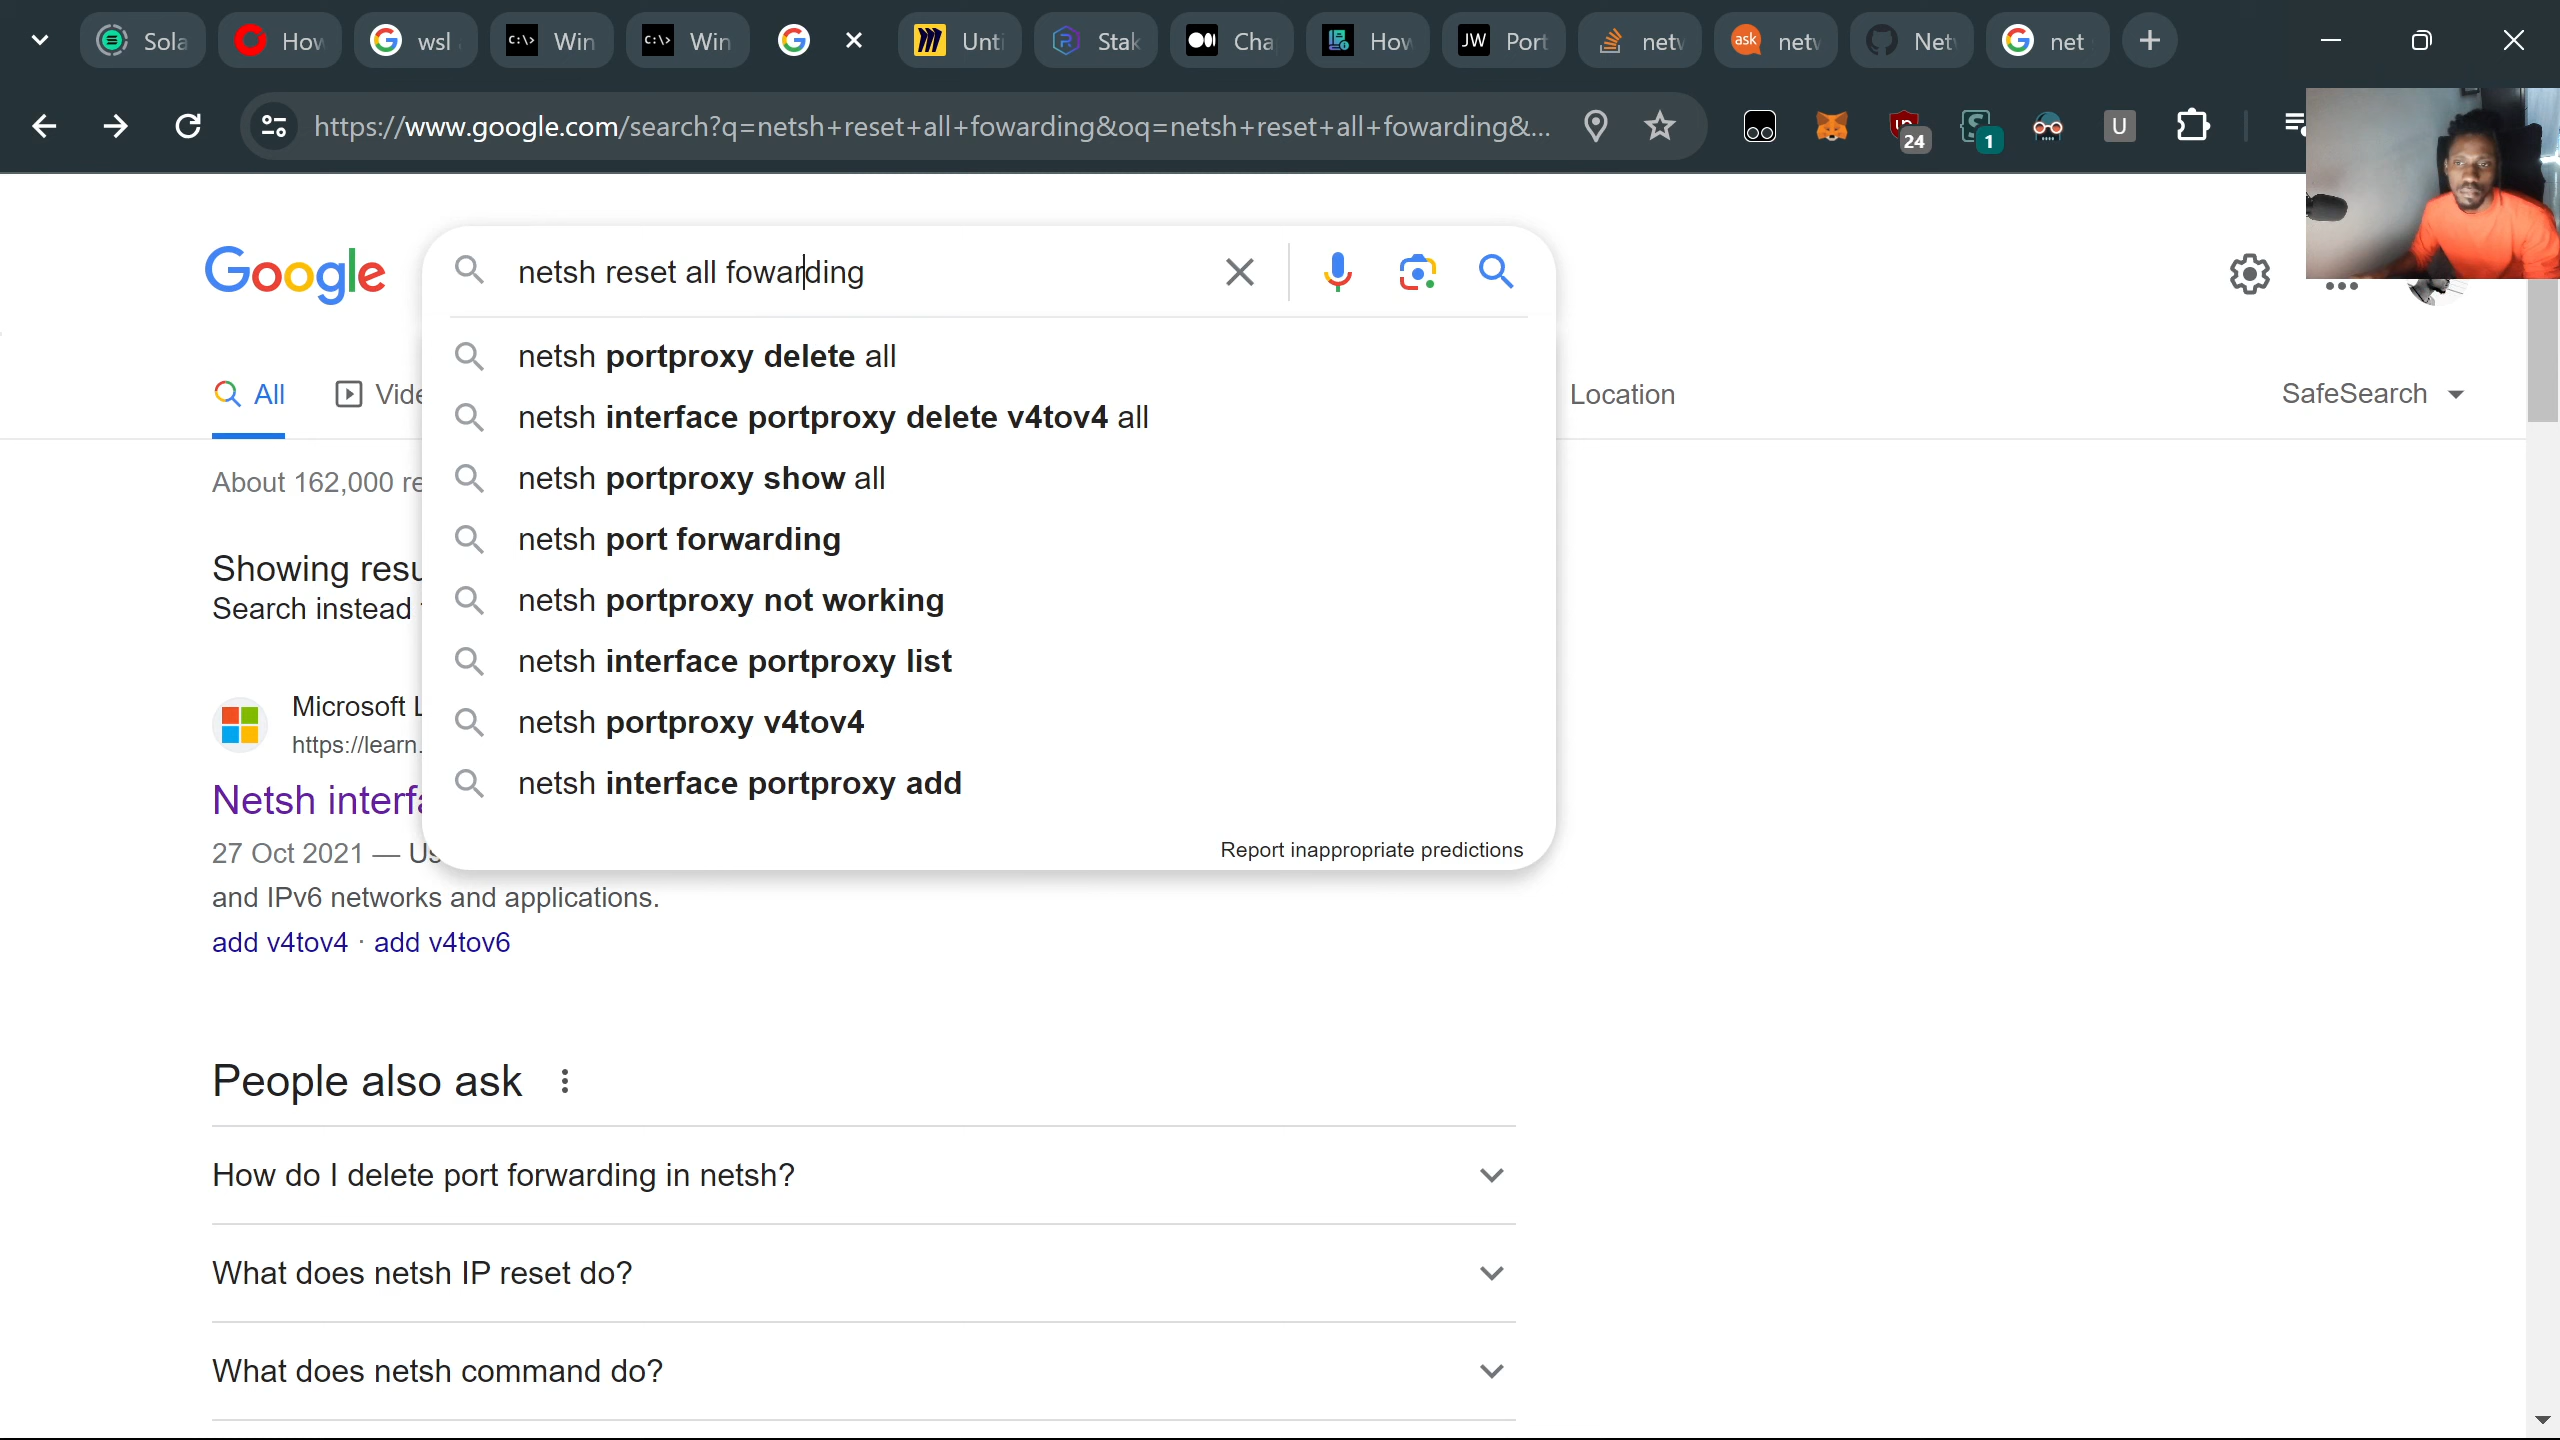 Sola
How
wsl
Win
Win
Unti
Stak
Cha
How
JW
Port
netw
ask
netw
Net
net
https://www.google.com/search?q=netsh+reset+all+fowarding&oq=netsh+reset+all+fowarding&...
24
1
U
Google
netsh reset all fowarding
netsh portproxy delete all
netsh interface portproxy delete v4tov4 all
netsh portproxy show all
netsh port forwarding
netsh portproxy not working
netsh interface portproxy list
netsh portproxy v4tov4
netsh interface portproxy add
Report inappropriate predictions
All
Vide
Location
SafeSearch
About 162,000 re
Showing resu
Search instead
Microsoft L
https://learn.
Netsh interfa
27 Oct 2021 — Us
and IPv6 networks and applications.
add v4tov4 · add v4tov6
People also ask
How do I delete port forwarding in netsh?
What does netsh IP reset do?
What does netsh command do?